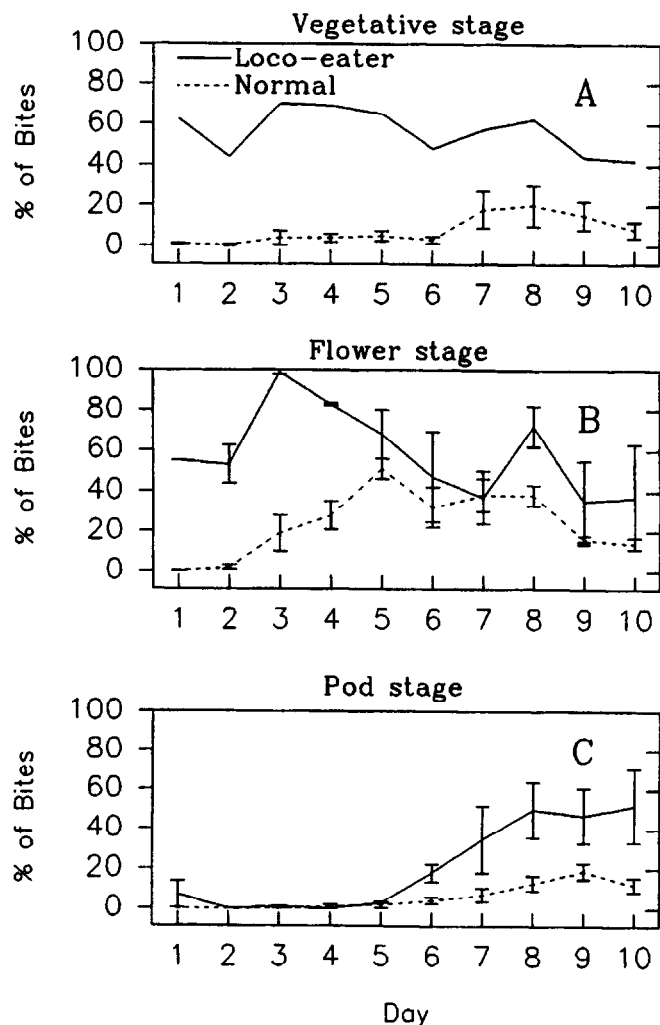 Vegetative stage
100
80
60
40
20
0
% of Bites
Loco-eater
Normal
A
1 2 3 4 5 6 7 8 9 10
Flower stage
100
80
60
40
20
0
% of Bites
B
1 2 3 4 5 6 7 8 9 10
Pod stage
100
80
60
40
20
0
% of Bites
C
1 2 3 4 5 6 7 8 9 10
Day